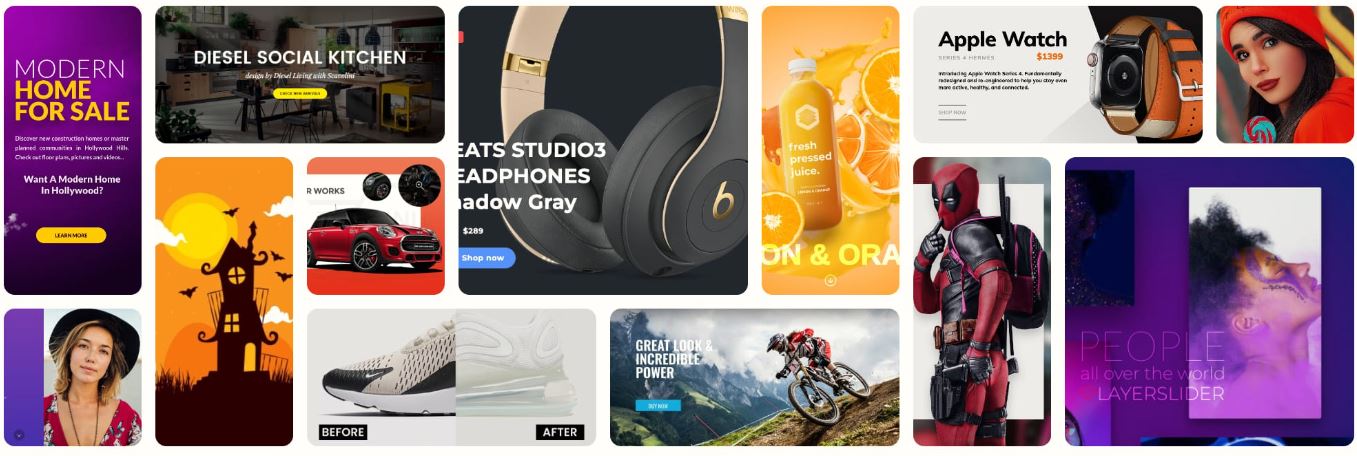 MODERN
HOME
FOR SALE
Discover new construction homes or master
planned communities in Hollywood Hills.
Check out floor plans, pictures and videos...
Want A Modern Home
In Hollywood?
LEARN MORE
DIESEL SOCIAL KITCHEN
design by Diesel Living with Scavolini
CHECK NEW ARRIVALS
R WORKS
EATS STUDIO3
EADPHONES
hadow Gray
$289
Shop now
fresh
pressed
juice.
LEMON & ORANGE
ON & ORA
Apple Watch
SERIES 4 HERMES
$1399
Introducing Apple Watch Series 4. Fundamentally
redesigned and re-engineered to help you stay even
more active, healthy, and connected.
SHOP NOW
BEFORE
AFTER
GREAT LOOK &
INCREDIBLE
POWER
BUY NOW
PEOPLE
all over the world
LAYERSLIDER